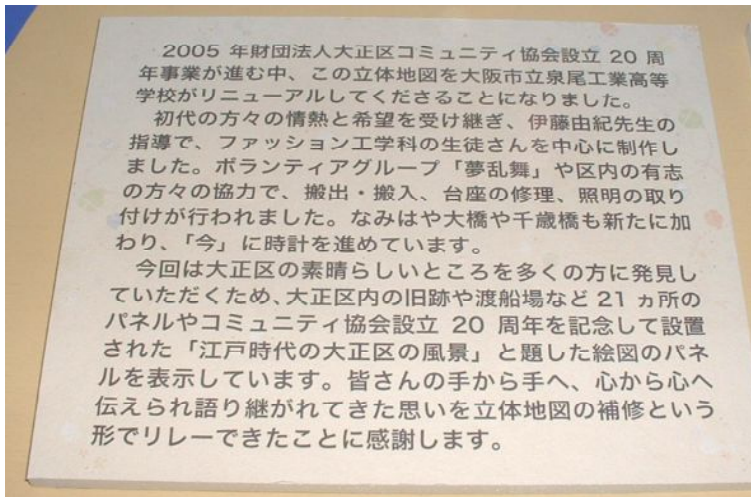 2005 年財団法人大正区コミュニティ協会設立 20 周
年事業が進む中、この立体地図を大阪市立泉尾工業高等
学校がリニューアルしてくださることになりました。
初代の方々の情熱と希望を受け継ぎ、伊藤由紀先生の
指導で、ファッション工学科の生徒さんを中心に制作し
ました。ボランティアグループ「夢乱舞」や区内の有志
の方々の協力で、搬出・搬入、台座の修理、照明の取り
付けが行われました。なみはや大橋や千歳橋も新たに加
わり、「今」に時計を進めています。
今回は大正区の素晴らしいところを多くの方に発見し
ていただくため、大正区内の旧跡や渡船場など 21 ヵ所の
パネルやコミュニティ協会設立 20 周年を記念して設置
された「江戸時代の大正区の風景」と題した絵図のパネ
ルを表示しています。皆さんの手から手へ、心から心へ
伝えられ語り継がれてきた思いを立体地図の補修という
形でリレーできたことに感謝します。